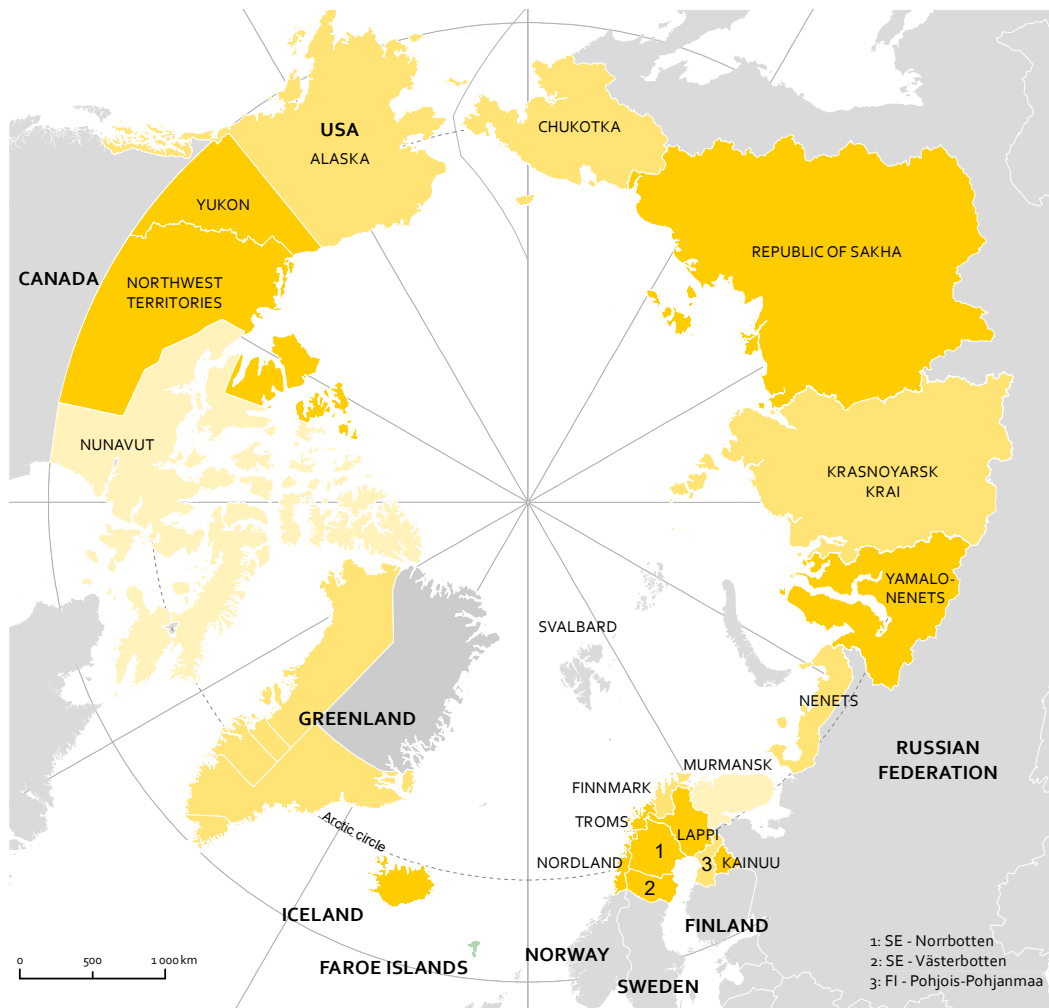 USA
ALASKA
CHUKOTKA
YUKON
REPUBLIC OF SAKHA
CANADA
NORTHWEST
TERRITORIES
NUNAVUT
KRASNOYARSK
KRAI
YAMALO-
NENETS
SVALBARD
NENETS
GREENLAND
RUSSIAN
FEDERATION
MURMANSK
FINNMARK
TROMS
Arctic circle
LAPPI
1
NORDLAND
3
KAINUU
2
ICELAND
FINLAND
NORWAY
FAROE ISLANDS
SWEDEN
0 500 1 000 km
1: SE - Norrbotten
2: SE - Västerbotten
3: FI - Pohjois-Pohjanmaa